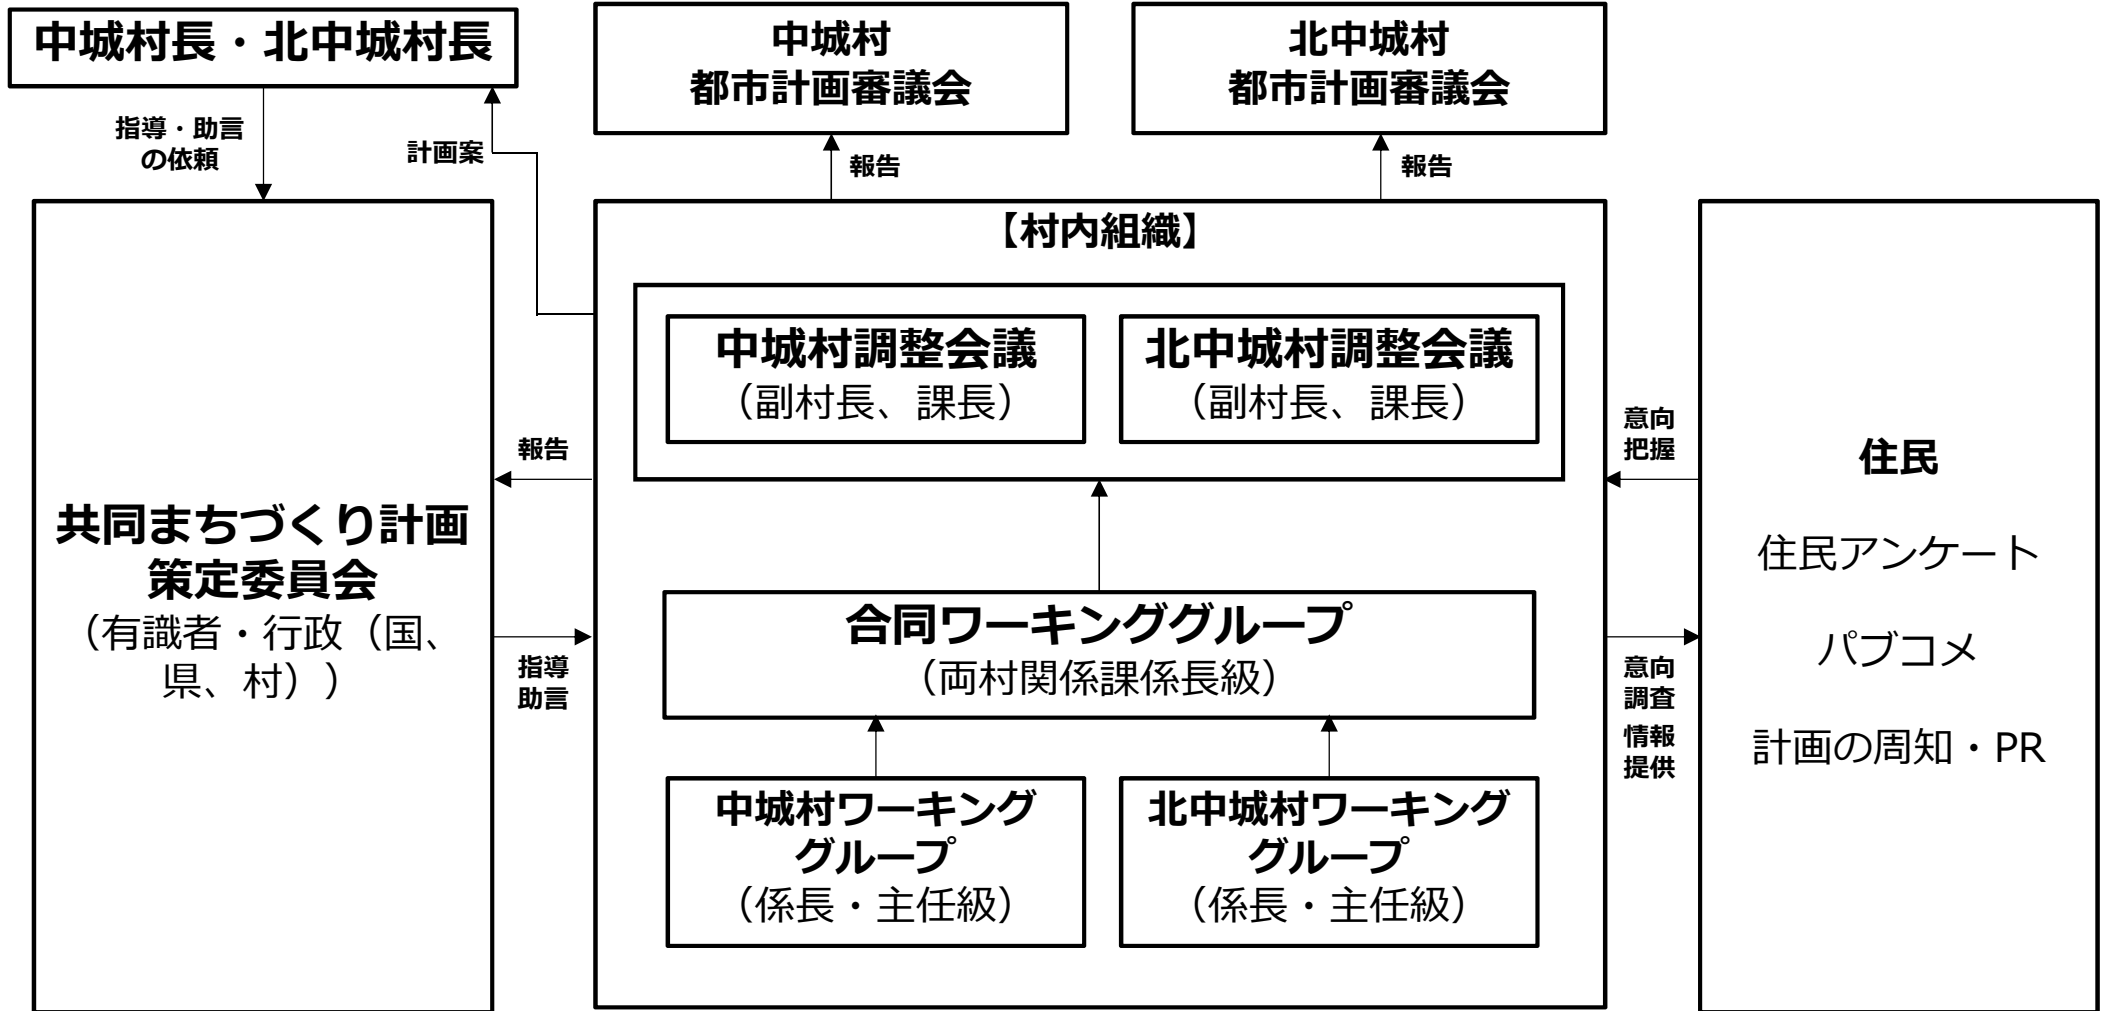 中城村長・北中城村長
中城村
都市計画審議会
北中城村
都市計画審議会
指導・助言
の依頼
計画案
報告
報告
共同まちづくり計画
策定委員会
（有識者・行政（国、
県、村））
報告
指導
助言
【村内組織】
中城村調整会議
（副村長、課長）
北中城村調整会議
（副村長、課長）
合同ワーキンググループ
（両村関係課係長級）
中城村ワーキング
グループ
（係長・主任級）
北中城村ワーキング
グループ
（係長・主任級）
意向
把握
意向
調査
情報
提供
住民
住民アンケート
パブコメ
計画の周知・PR